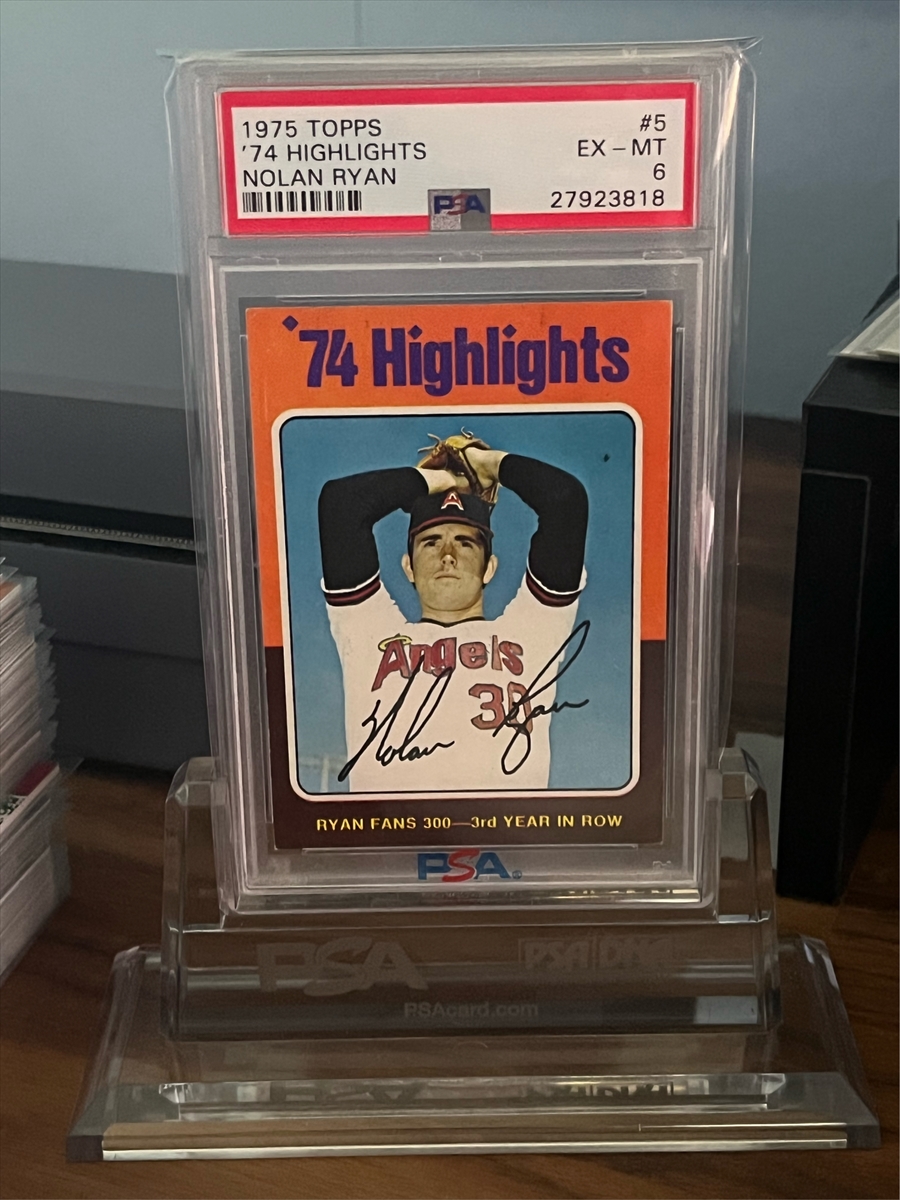 1975 TOPPS #5
'74 HIGHLIGHTS EX - MT
NOLAN RYAN 6
PSA 27923818
'74 Highlights
A
Angels
30
Nolan Ryan
RYAN FANS 300—3rd YEAR IN ROW
PSA®
PSA PSA/DNA
PSAcard.com